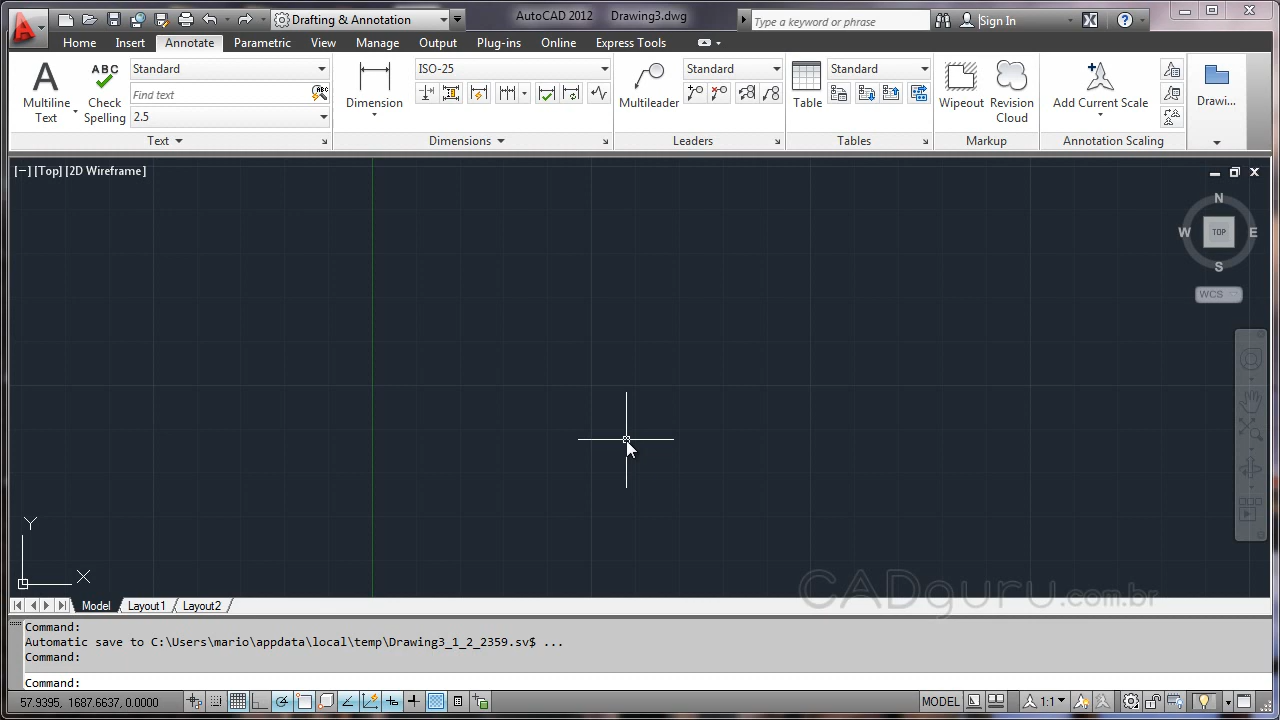 Drafting & Annotation
AutoCAD 2012 Drawing3.dwg
Type a keyword or phrase
Sign In
Home Insert Annotate Parametric View Manage Output Plug-ins Online Express Tools
A
Multiline
Text
ABC
Check
Spelling
Standard
Find text
ABC
2.5
Text
Dimension
ISO-25
Dimensions
Multileader
Standard
Leaders
Table
Standard
Tables
Wipeout
Revision
Cloud
Markup
Add Current Scale
Annotation Scaling
Drawi...
[−] [Top] [2D Wireframe]
N
W TOP E
S
WCS
Y
X
CADguru.com.br
Model Layout1 Layout2
Command:
Automatic save to C:\Users\mario\appdata\local\temp\Drawing3_1_2_2359.sv$ ...
Command:
Command:
57.9395, 1687.6637, 0.0000
MODEL
1:1